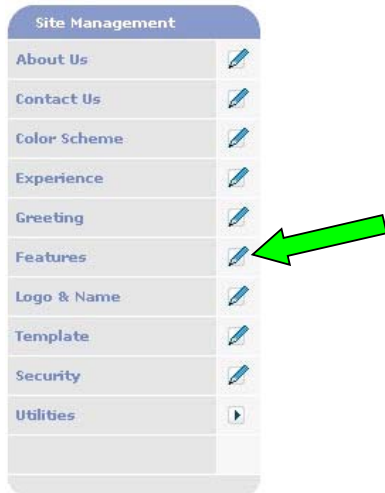 Site Management
About Us
Contact Us
Color Scheme
Experience
Greeting
Features
Logo & Name
Template
Security
Utilities